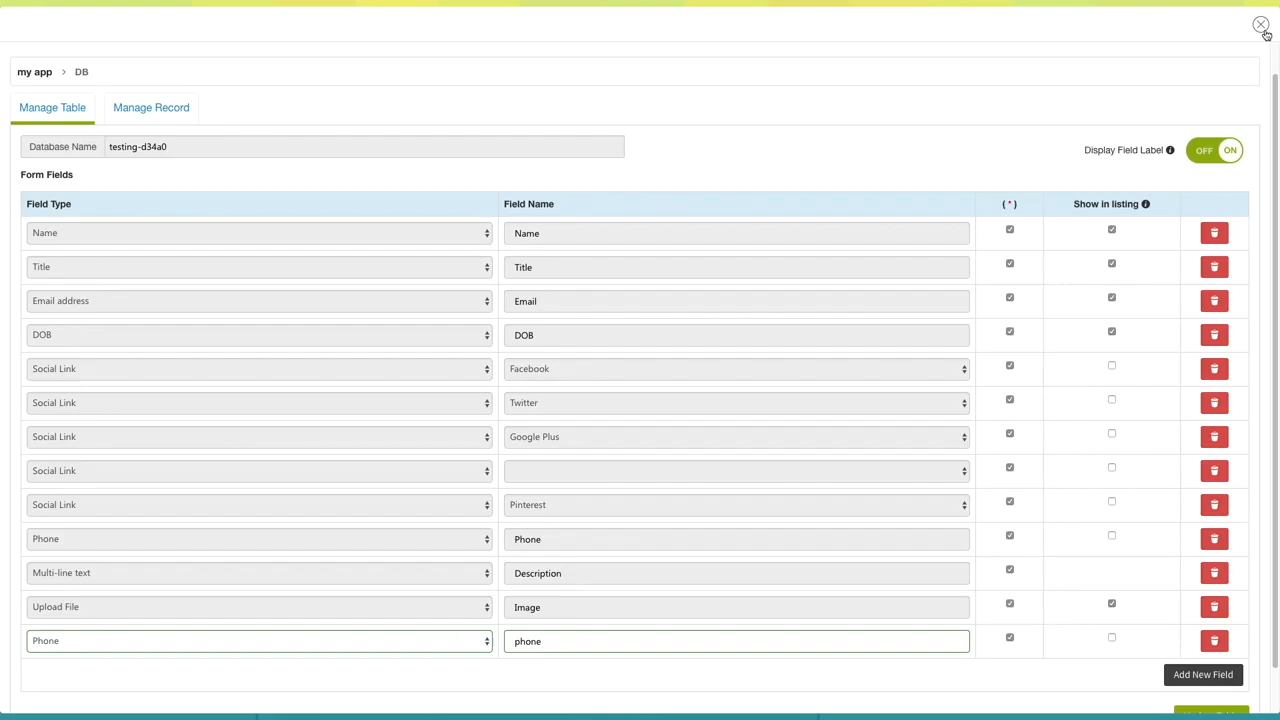 my app > DB
Manage Table Manage Record
Database Name testing-d34a0 Display Field Label OFF ON
Form Fields
Field Type Field Name ( * ) Show in listing
Name Name
Title Title
Email address Email
DOB DOB
Social Link Facebook
Social Link Twitter
Social Link Google Plus
Social Link
Social Link Pinterest
Phone Phone
Multi-line text Description
Upload File Image
Phone phone
Add New Field